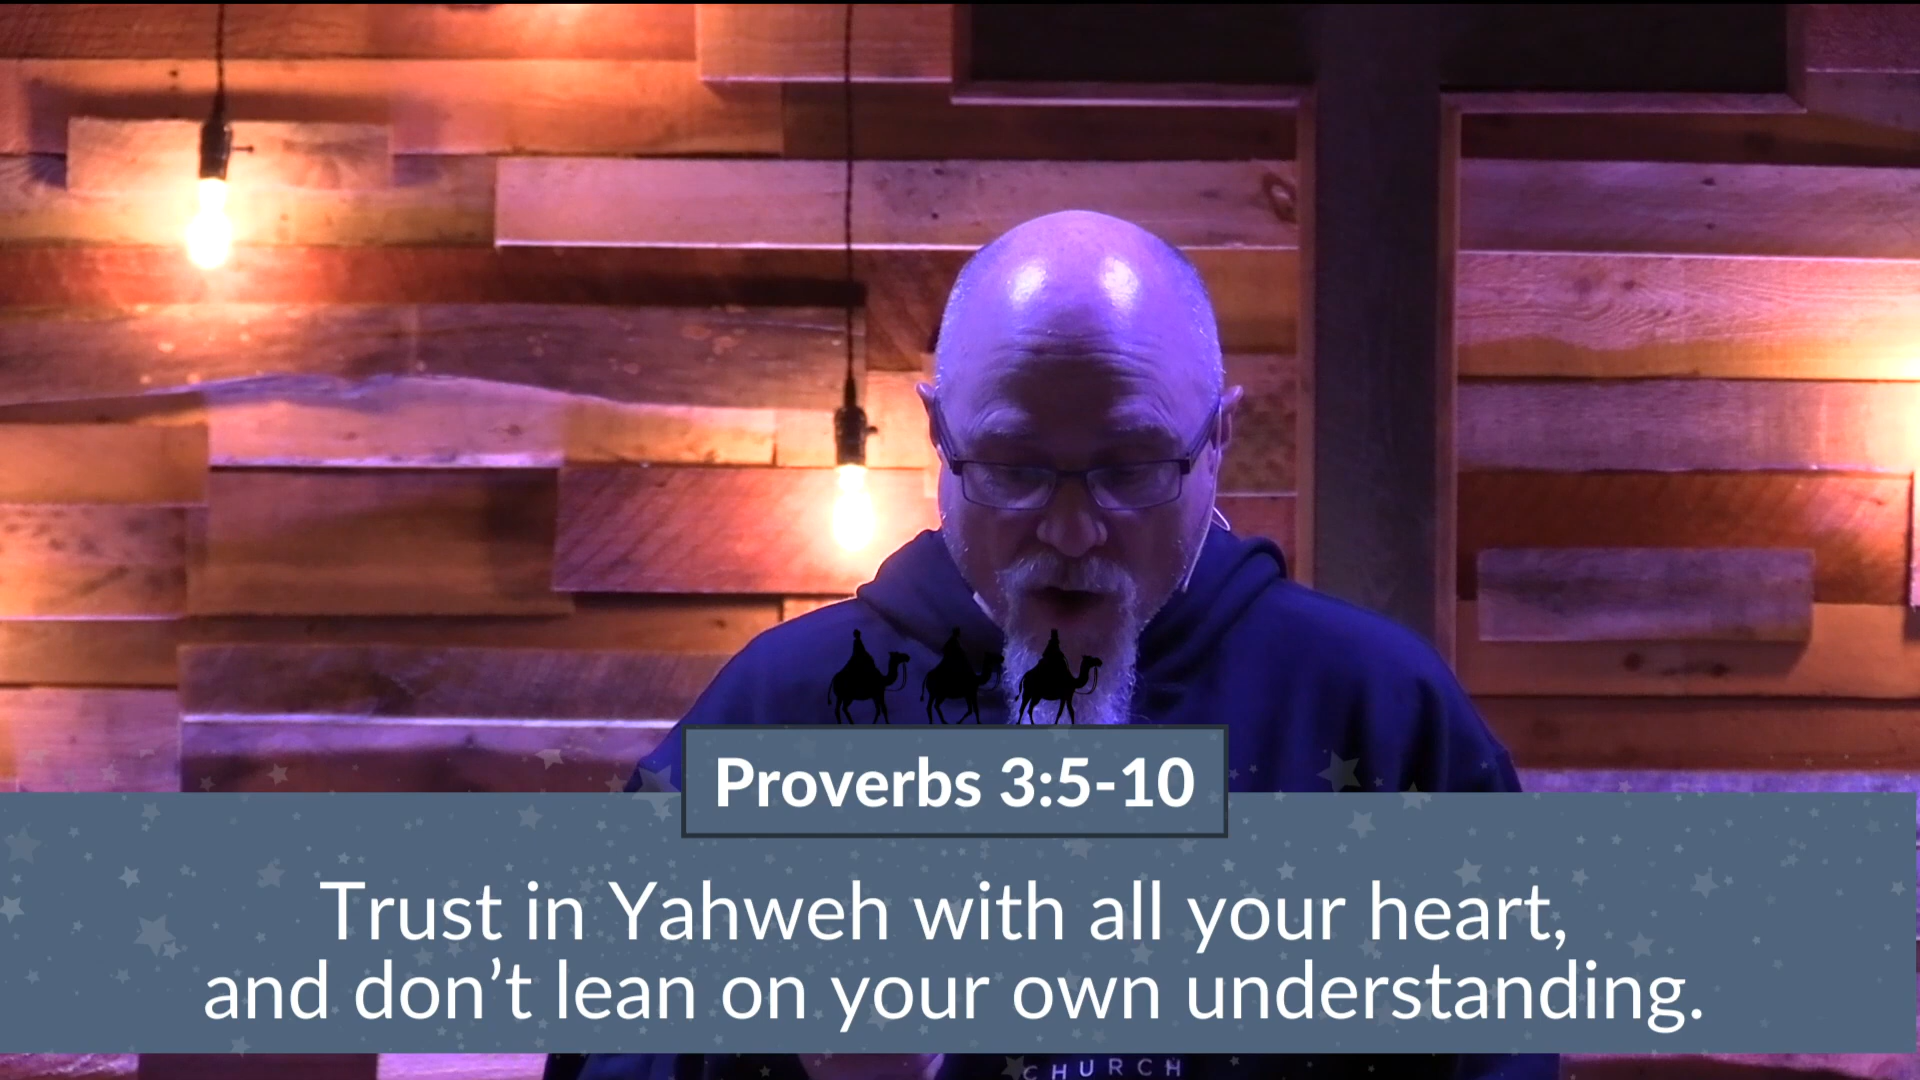 Proverbs 3:5-10
Trust in Yahweh with all your heart,
and don’t lean on your own understanding.
CHURCH